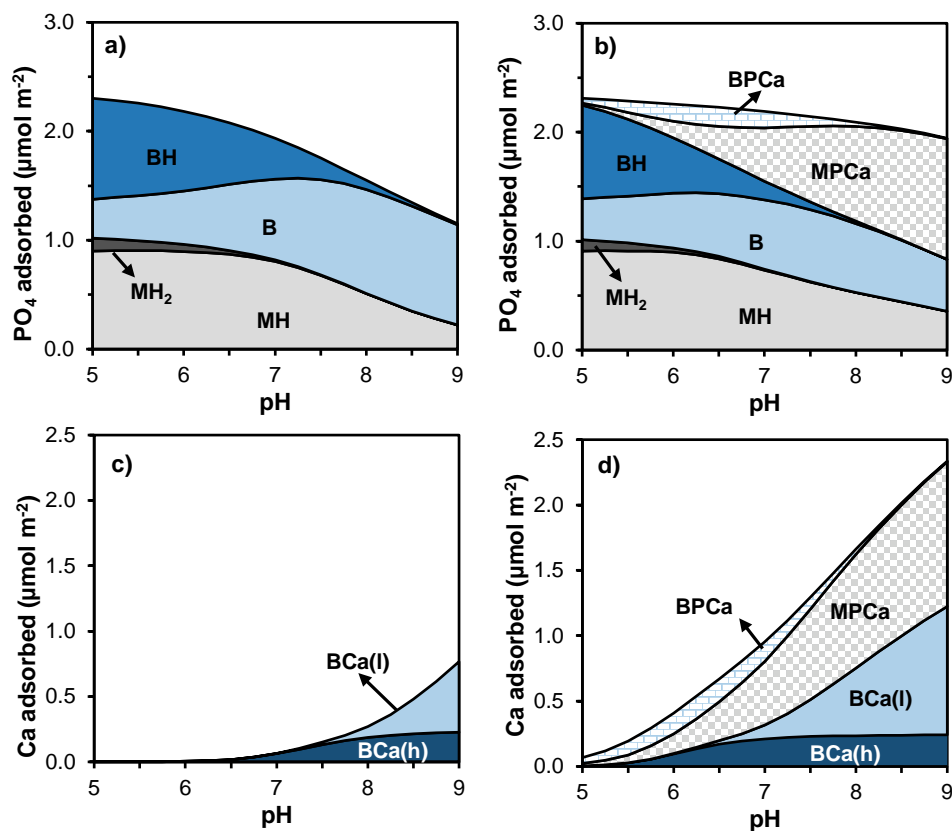 a)
3.0
2.0
1.0
0.0
PO₄ adsorbed (μmol m⁻²)
BH
B
MH₂
MH
5 6 7 8 9
pH
b)
3.0
2.0
1.0
0.0
PO₄ adsorbed (μmol m⁻²)
BPCa
MPCa
BH
B
MH₂
MH
5 6 7 8 9
pH
c)
2.5
2.0
1.5
1.0
0.5
0.0
Ca adsorbed (μmol m⁻²)
BCa(l)
BCa(h)
5 6 7 8 9
pH
d)
2.5
2.0
1.5
1.0
0.5
0.0
Ca adsorbed (μmol m⁻²)
BPCa
MPCa
BCa(l)
BCa(h)
5 6 7 8 9
pH